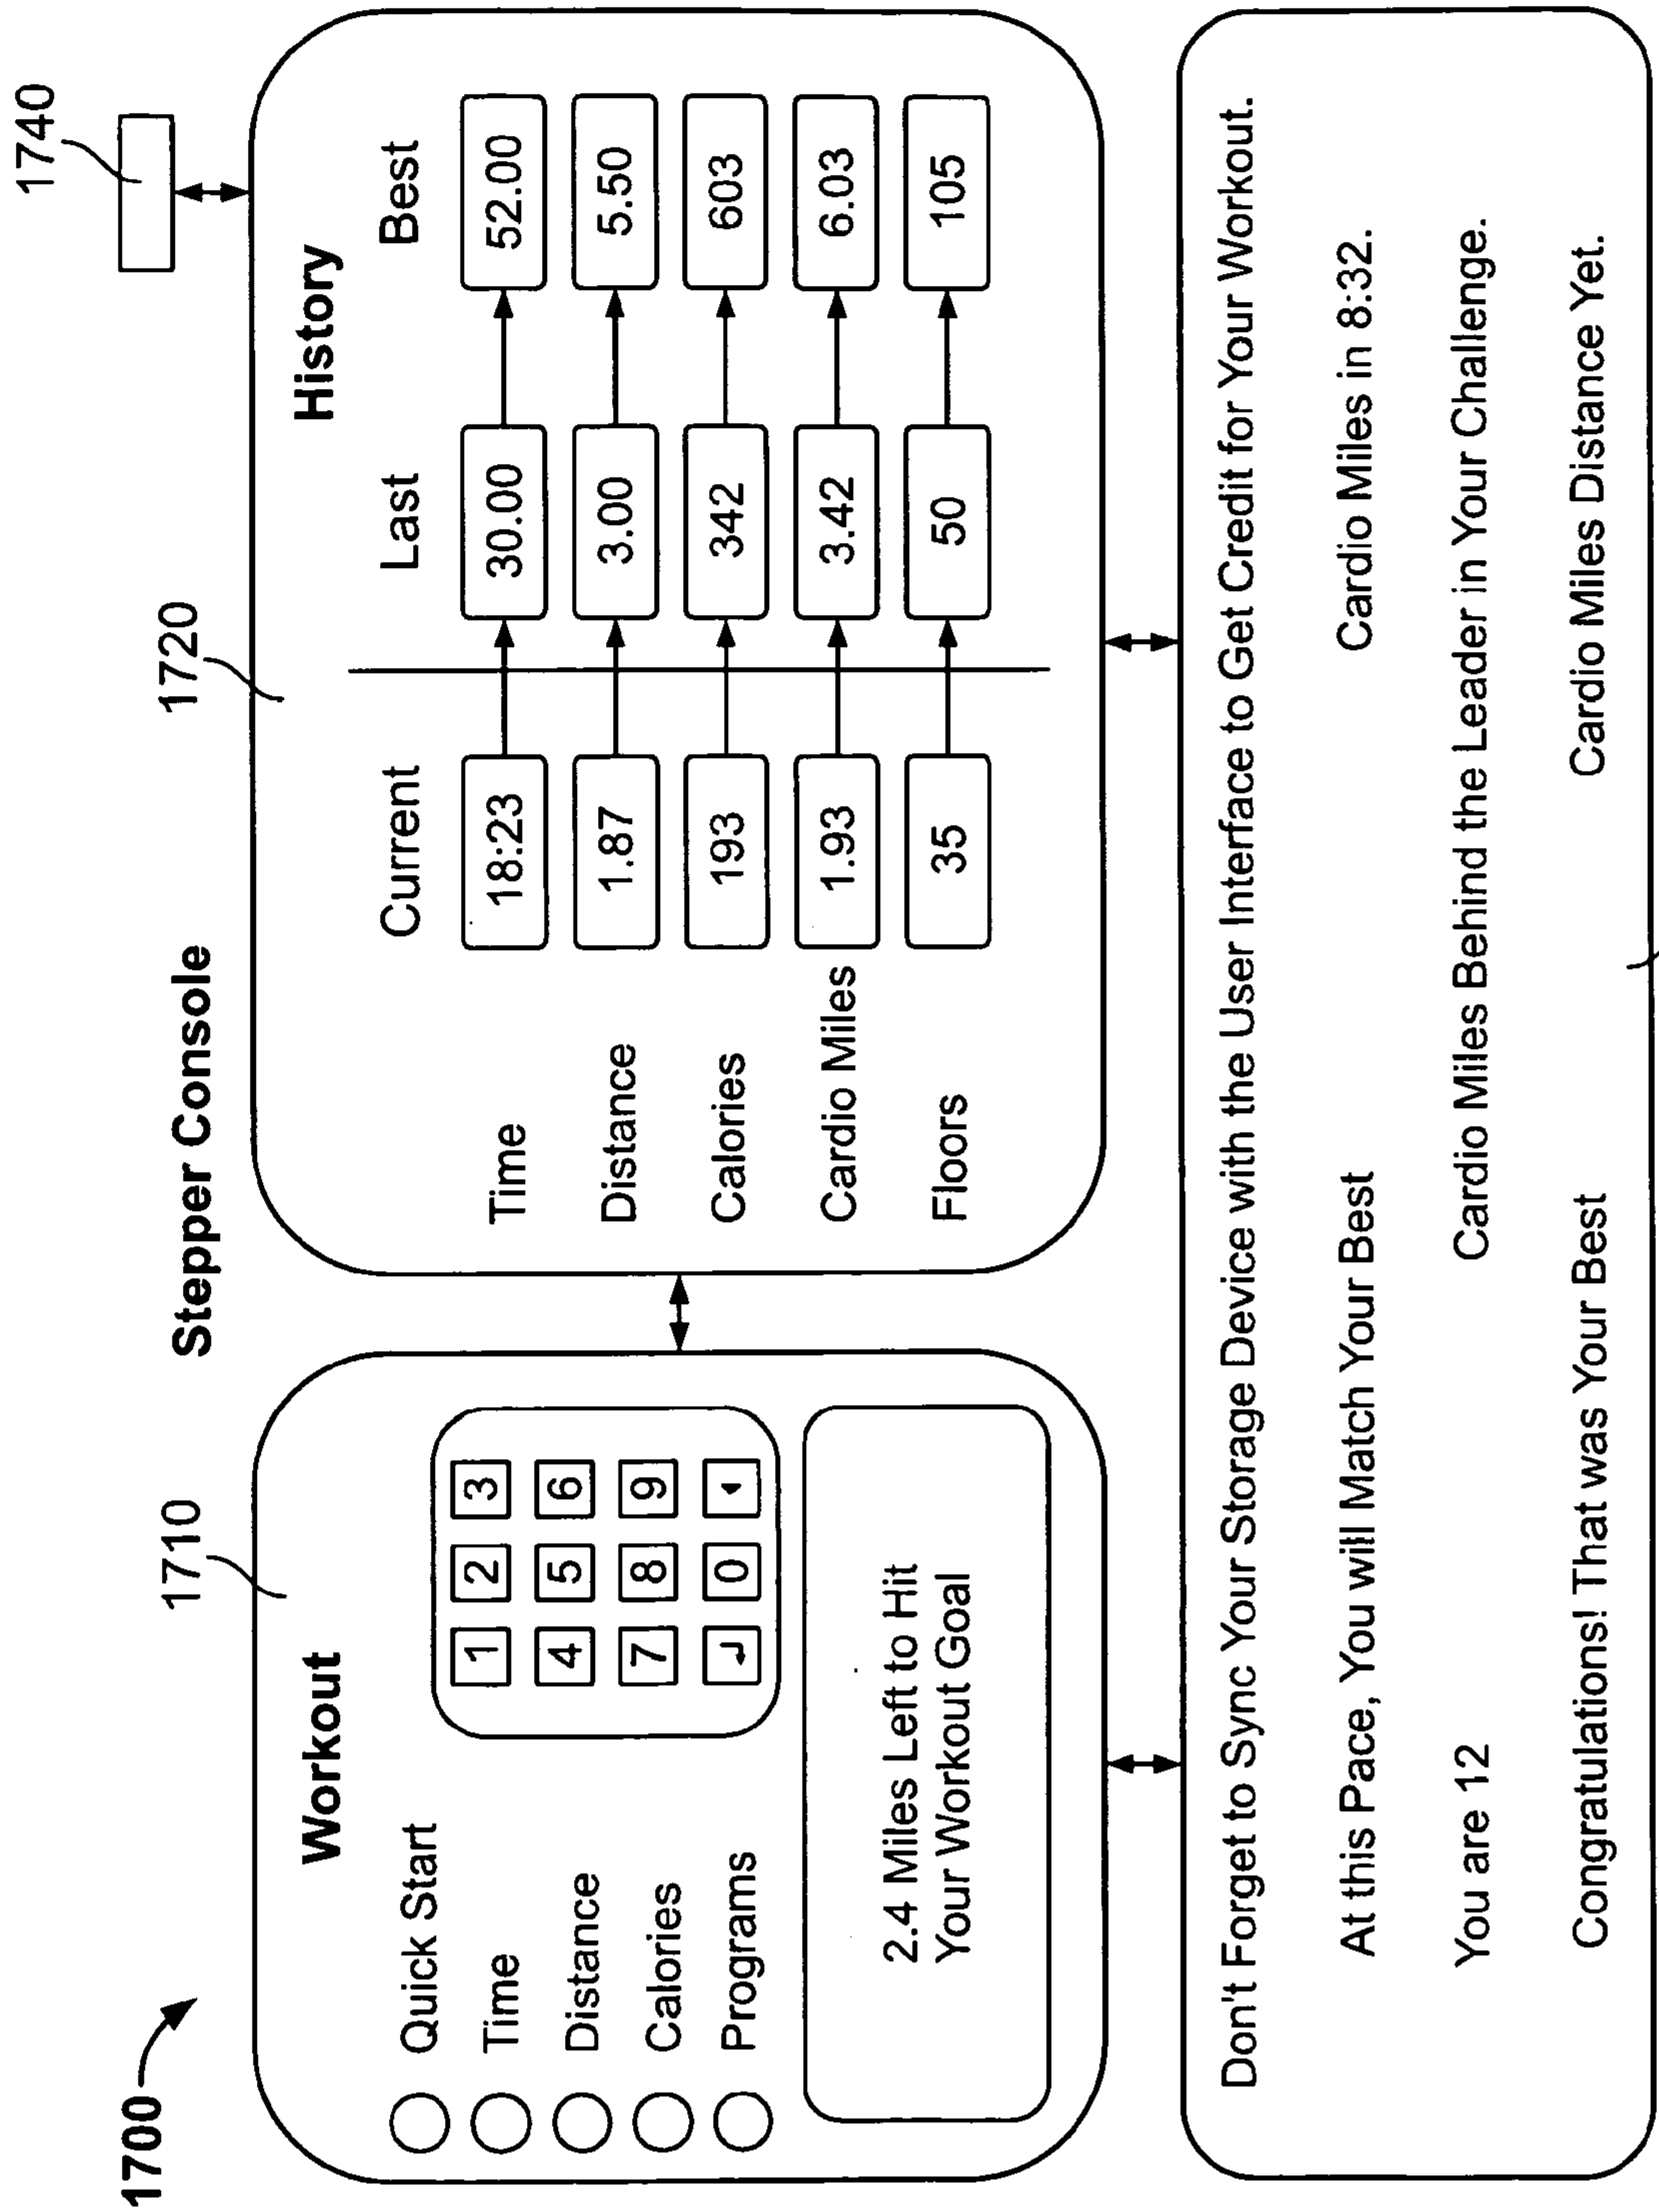 1700
Stepper Console
1710
1720
1740
Workout
Quick Start
Time
Distance
Calories
Programs
1 2 3
4 5 6
7 8 9
0
2.4 Miles Left to Hit
Your Workout Goal
History
Current Last Best
Time 18:23 30.00 52.00
Distance 1.87 3.00 5.50
Calories 193 342 603
Cardio Miles 1.93 3.42 6.03
Floors 35 50 105
Don't Forget to Sync Your Storage Device with the User Interface to Get Credit for Your Workout.
At this Pace, You will Match Your Best Cardio Miles in 8:32.
You are 12 Cardio Miles Behind the Leader in Your Challenge.
Congratulations! That was Your Best Cardio Miles Distance Yet.